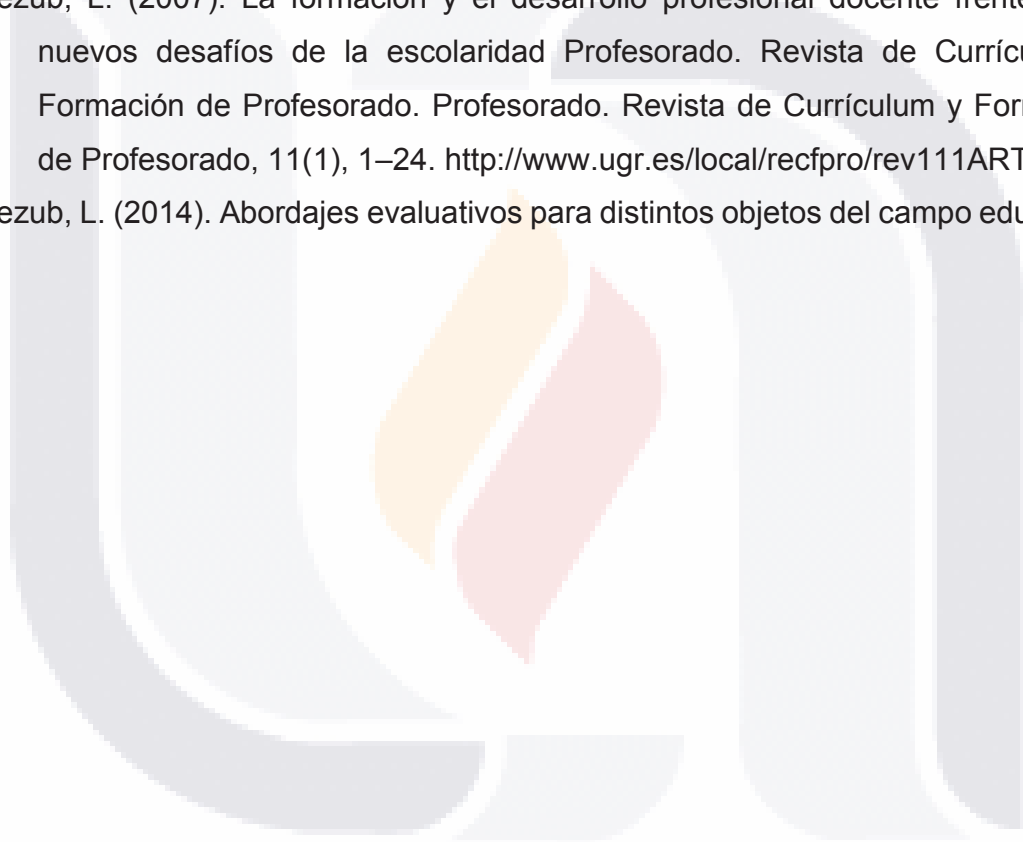 ezub, L. (2007). La formación y el desarrollo profesional docente frente
nuevos desafíos de la escolaridad Profesorado. Revista de Currícu
Formación de Profesorado. Profesorado. Revista de Currículum y For
de Profesorado, 11(1), 1–24. http://www.ugr.es/local/recfpro/rev111ART
ezub, L. (2014). Abordajes evaluativos para distintos objetos del campo edu